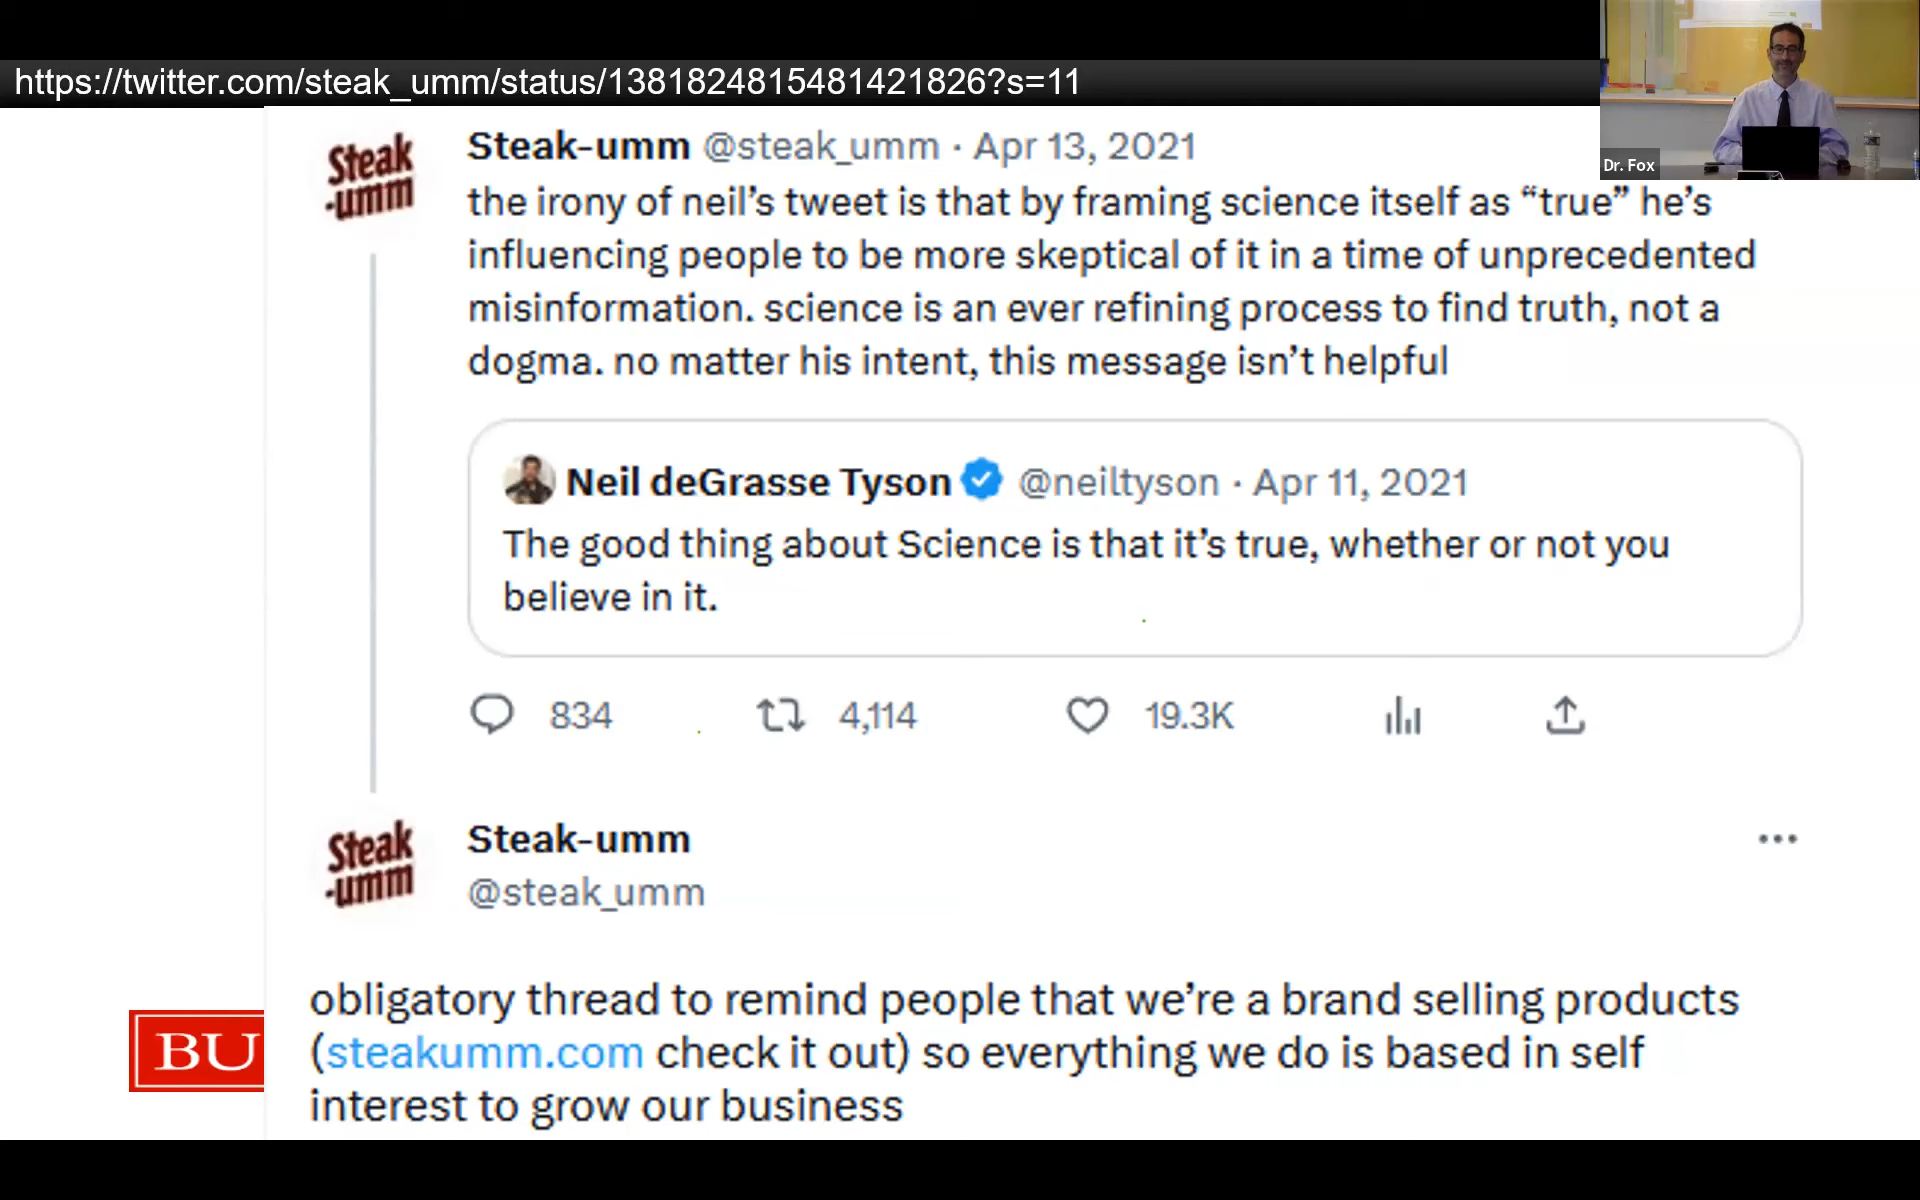 https://twitter.com/steak_umm/status/1381824815481421826?s=11
Dr. Fox
Steak-umm
Steak-umm @steak_umm · Apr 13, 2021
the irony of neil’s tweet is that by framing science itself as “true” he’s
influencing people to be more skeptical of it in a time of unprecedented
misinformation. science is an ever refining process to find truth, not a
dogma. no matter his intent, this message isn’t helpful
Neil deGrasse Tyson @neiltyson · Apr 11, 2021
The good thing about Science is that it’s true, whether or not you
believe in it.
834 4,114 19.3K
Steak-umm
Steak-umm
@steak_umm
obligatory thread to remind people that we’re a brand selling products
(steakumm.com check it out) so everything we do is based in self
interest to grow our business
BU